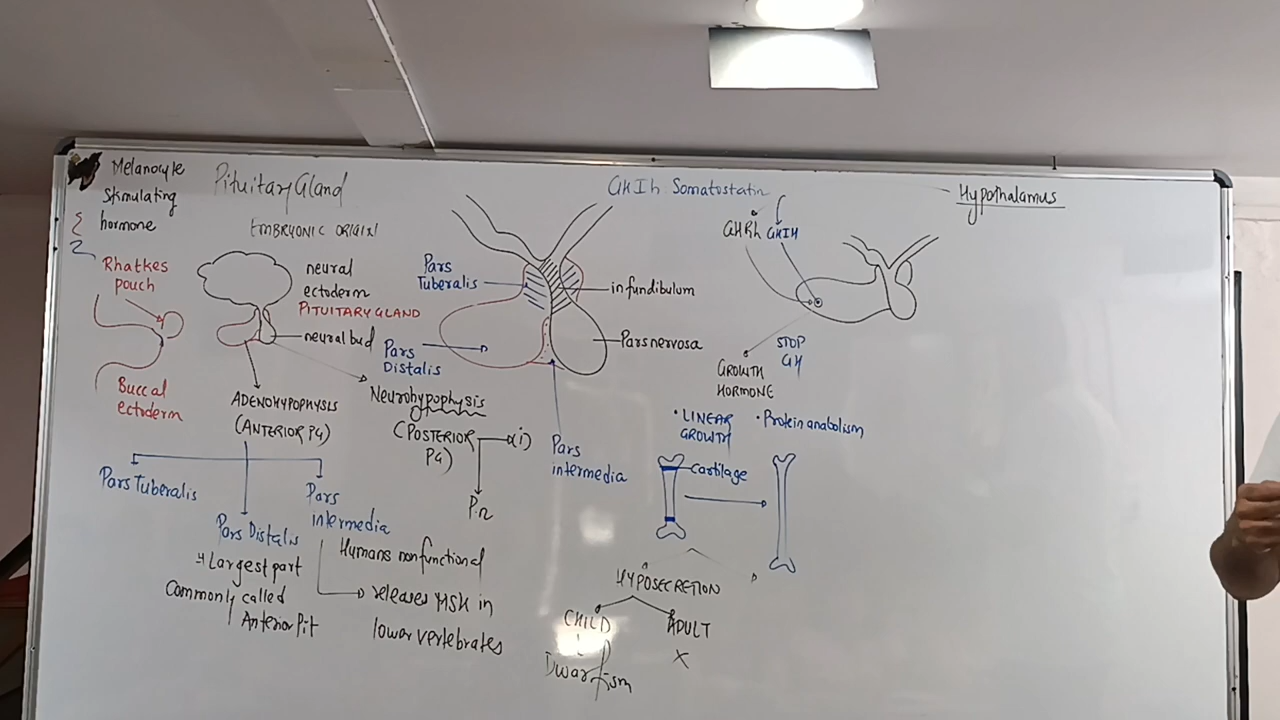 Melanocyte
Stimulating
hormone
Pituitary Gland
EMBRYONIC ORIGIN
Rhatkes
pouch
Buccal
ectoderm
neural
ectoderm
PITUITARY GLAND
neural bud
ADENOHYPOPHYSIS
(ANTERIOR PG)
Neurohypophysis
(POSTERIOR
PG)
(i)
P.n
Pars Tuberalis
Pars Distalis
Largest part
Commonly called
Anterior Pit
Pars
intermedia
Humans nonfunctional
releases MSH in
lower vertebrates
Pars
Tuberalis
infundibulum
Pars
Distalis
Pars nervosa
Pars
intermedia
GHIh Somatostatin
Hypothalamus
GHRh GHIH
STOP
GH
GROWTH
HORMONE
• LINEAR
GROWTH
• Protein anabolism
Cartilage
HYPOSECRETION
CHILD
ADULT
Dwarfism
X